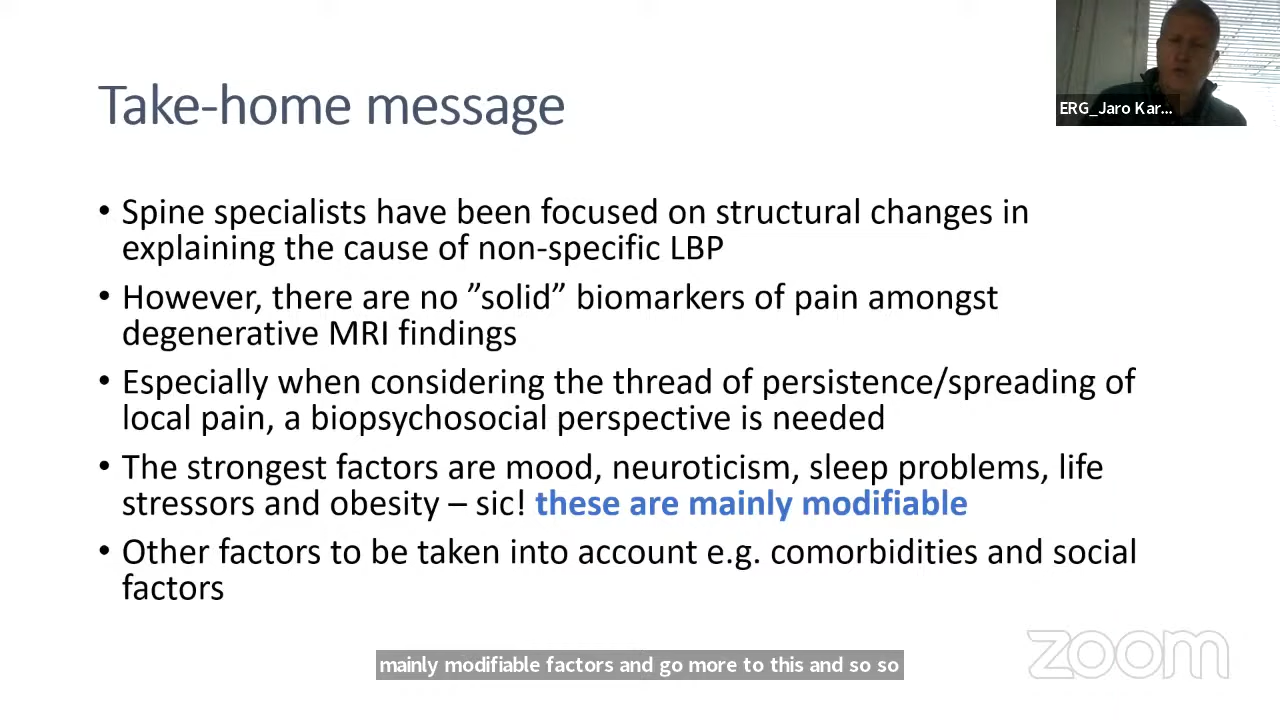 Take-home message
ERG_Jaro Kar...
• Spine specialists have been focused on structural changes in
explaining the cause of non-specific LBP
• However, there are no ”solid” biomarkers of pain amongst
degenerative MRI findings
• Especially when considering the thread of persistence/spreading of
local pain, a biopsychosocial perspective is needed
• The strongest factors are mood, neuroticism, sleep problems, life
stressors and obesity – sic! these are mainly modifiable
• Other factors to be taken into account e.g. comorbidities and social
factors
mainly modifiable factors and go more to this and so so
zoom